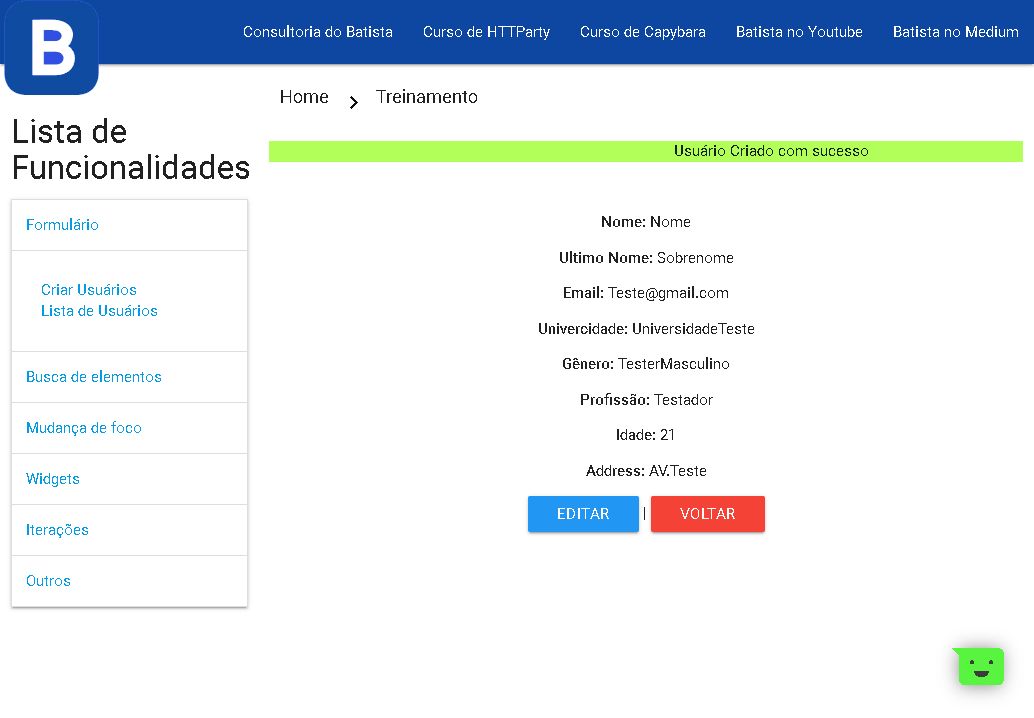 B
Consultoria do Batista
Curso de HTTParty
Curso de Capybara
Batista no Youtube
Batista no Medium
Home
Treinamento
Lista de
Funcionalidades
Formulário
Criar Usuários
Lista de Usuários
Busca de elementos
Mudança de foco
Widgets
Iterações
Outros
Usuário Criado com sucesso
Nome: Nome
Ultimo Nome: Sobrenome
Email: Teste@gmail.com
Univercidade: UniversidadeTeste
Gênero: TesterMasculino
Profissão: Testador
Idade: 21
Address: AV.Teste
EDITAR | VOLTAR